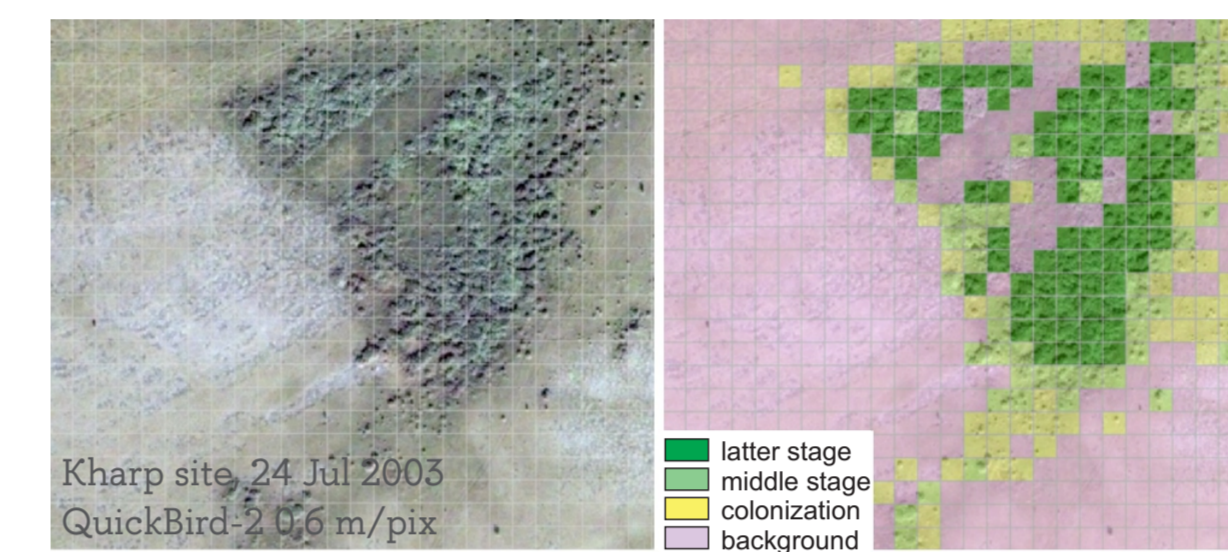 Kharp site, 24 Jul 2003
QuickBird-2 0.6 m/pix
latter stage
middle stage
colonization
background